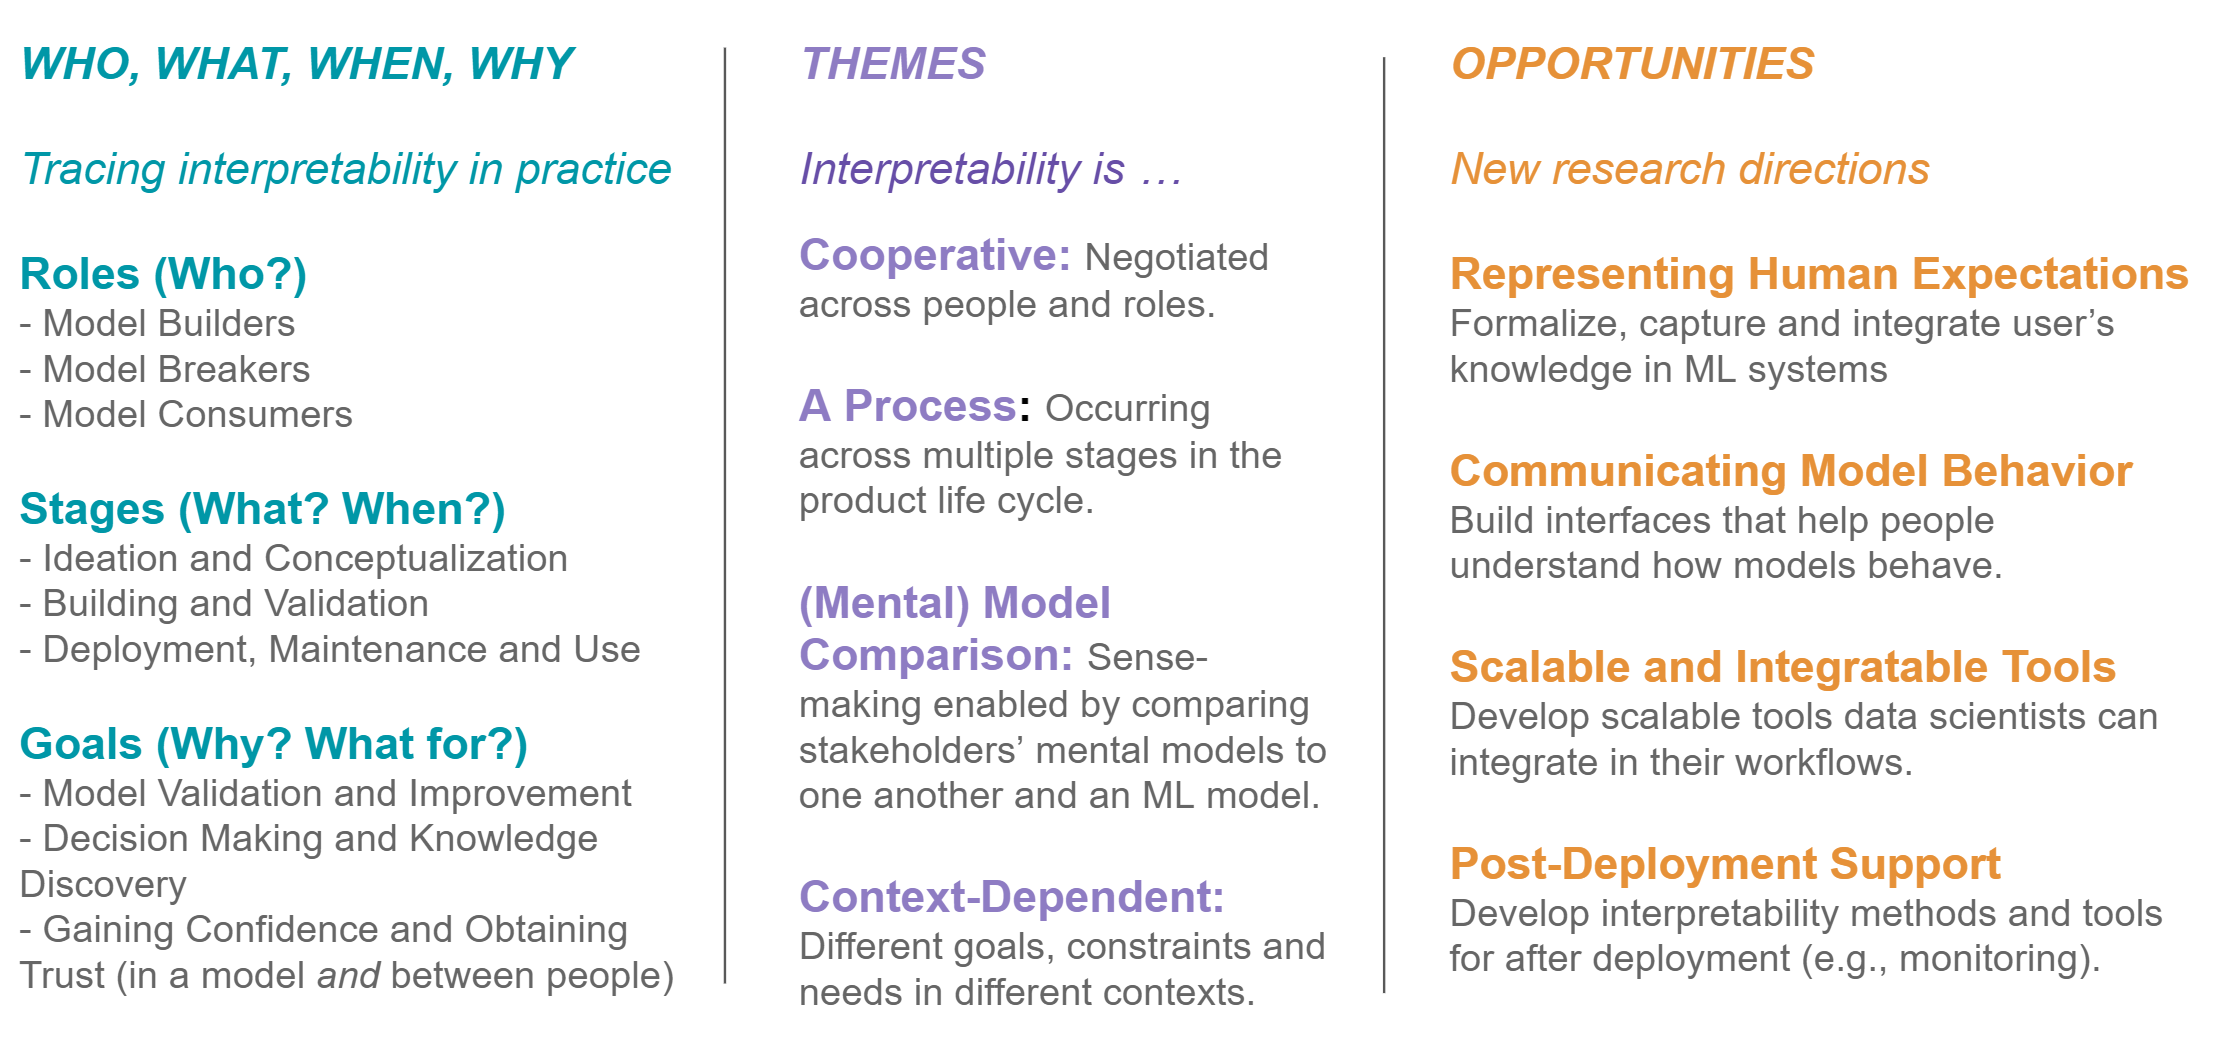 WHO, WHAT, WHEN, WHY
Tracing interpretability in practice
Roles (Who?)
- Model Builders
- Model Breakers
- Model Consumers
Stages (What? When?)
- Ideation and Conceptualization
- Building and Validation
- Deployment, Maintenance and Use
Goals (Why? What for?)
- Model Validation and Improvement
- Decision Making and Knowledge
Discovery
- Gaining Confidence and Obtaining
Trust (in a model and between people)
THEMES
Interpretability is …
Cooperative: Negotiated
across people and roles.
A Process: Occurring
across multiple stages in the
product life cycle.
(Mental) Model
Comparison: Sense-
making enabled by comparing
stakeholders’ mental models to
one another and an ML model.
Context-Dependent:
Different goals, constraints and
needs in different contexts.
OPPORTUNITIES
New research directions
Representing Human Expectations
Formalize, capture and integrate user’s
knowledge in ML systems
Communicating Model Behavior
Build interfaces that help people
understand how models behave.
Scalable and Integratable Tools
Develop scalable tools data scientists can
integrate in their workflows.
Post-Deployment Support
Develop interpretability methods and tools
for after deployment (e.g., monitoring).